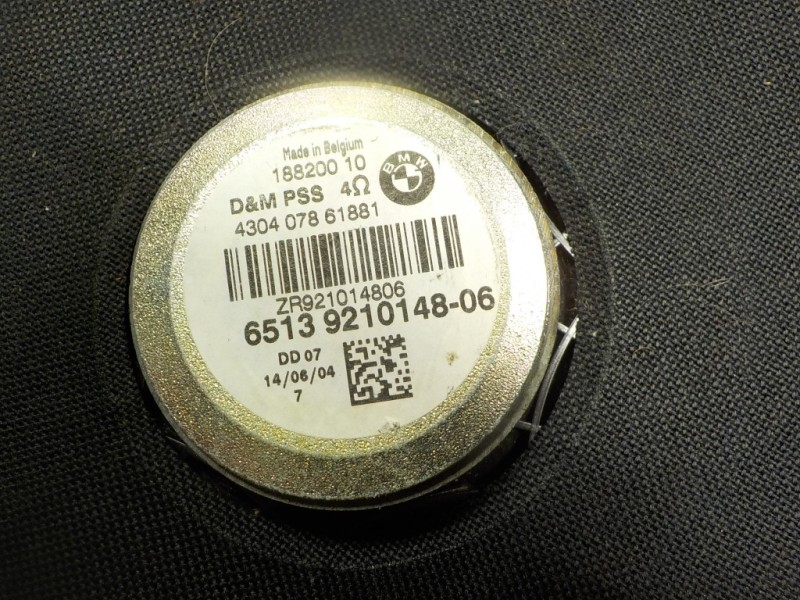 Made in Belgium
188200 10
D&M PSS 4Ω
BMW
4304 078 61881
ZR921014806
6513 9210148-06
DD 07
14/06/04
7